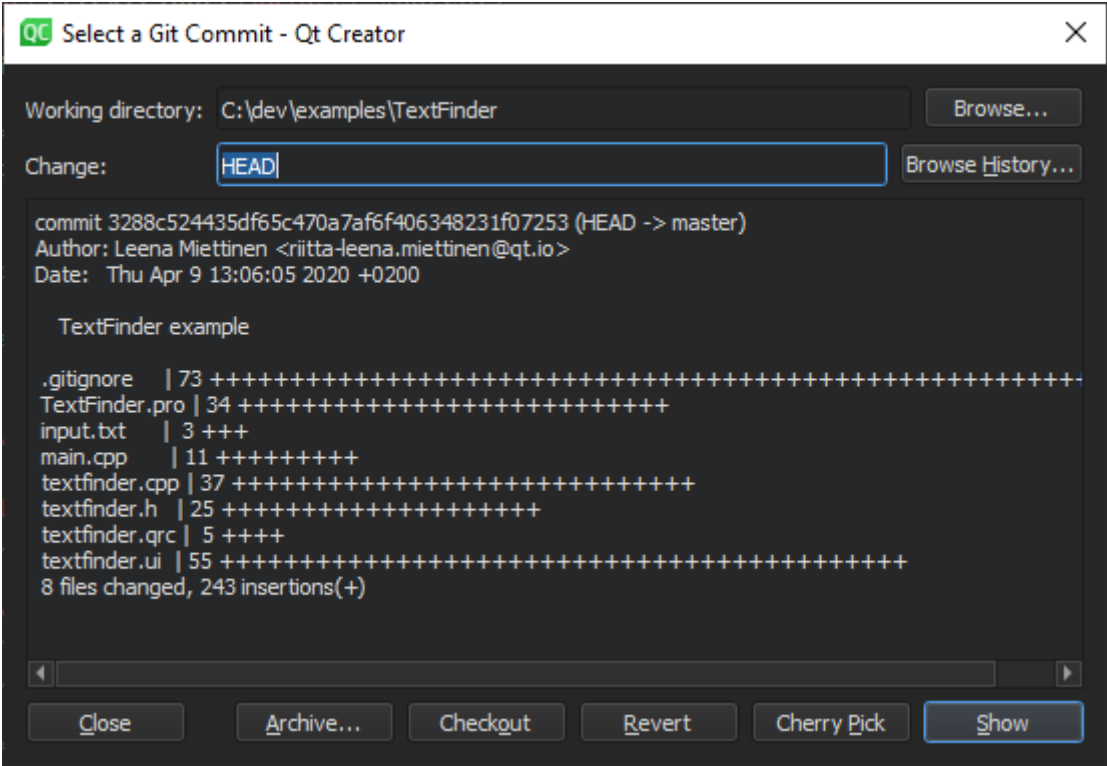 QC Select a Git Commit - Qt Creator
Working directory: C:\dev\examples\TextFinder Browse...
Change: HEAD Browse History...
commit 3288c524435df65c470a7af6f406348231f07253 (HEAD -> master)
Author: Leena Miettinen <riitta-leena.miettinen@qt.io>
Date: Thu Apr 9 13:06:05 2020 +0200
TextFinder example
.gitignore | 73 +++++++++++++++++++++++++++++++++++++++++++++++++++++++
TextFinder.pro | 34 +++++++++++++++++++++++++++
input.txt | 3 +++
main.cpp | 11 +++++++++
textfinder.cpp | 37 +++++++++++++++++++++++++++++
textfinder.h | 25 ++++++++++++++++++++
textfinder.qrc | 5 ++++
textfinder.ui | 55 +++++++++++++++++++++++++++++++++++++++++++
8 files changed, 243 insertions(+)
Close Archive... Checkout Revert Cherry Pick Show